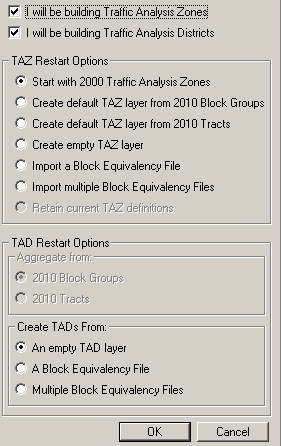 I will be building Traffic Analysis Zones
I will be building Traffic Analysis Districts
TAZ Restart Options
Start with 2000 Traffic Analysis Zones
Create default TAZ layer from 2010 Block Groups
Create default TAZ layer from 2010 Tracts
Create empty TAZ layer
Import a Block Equivalency File
Import multiple Block Equivalency Files
Retain current TAZ definitions
TAD Restart Options
Aggregate from:
2010 Block Groups
2010 Tracts
Create TADs From:
An empty TAD layer
A Block Equivalency File
Multiple Block Equivalency Files
OK
Cancel